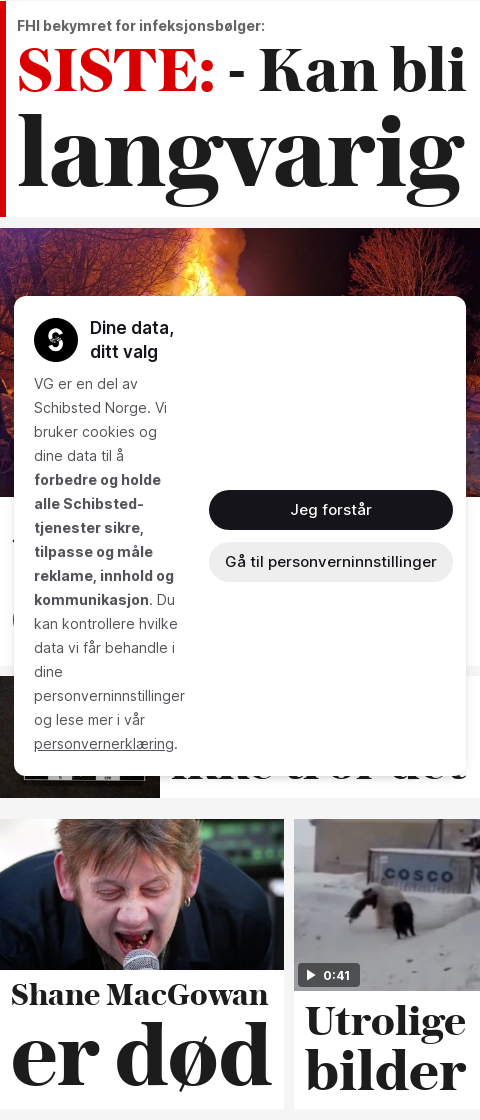 FHI bekymret for infeksjonsbølger:
SISTE: - Kan bli
langvarig
Dine data,
ditt valg
VG er en del av
Schibsted Norge. Vi
bruker cookies og
dine data til å
forbedre og holde
alle Schibsted-
tjenester sikre,
tilpasse og måle
reklame, innhold og
kommunikasjon. Du
kan kontrollere hvilke
data vi får behandle i
dine
personverninnstillinger
og lese mer i vår
personvernerklæring.
Jeg forstår
Gå til personverninnstillinger
COSCO
0:41
Shane MacGowan
er død
Utrolige
bilder